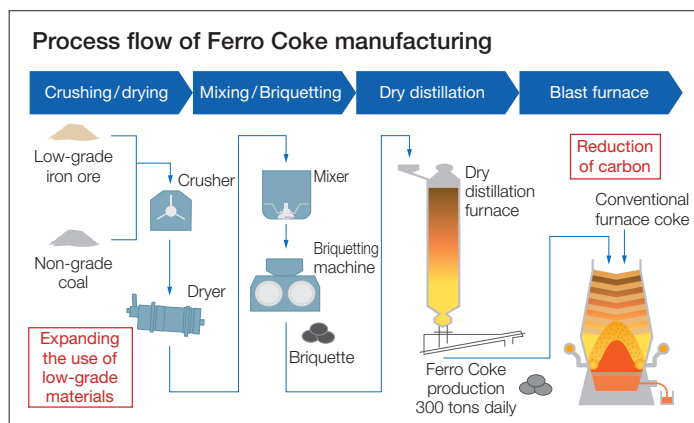 Process flow of Ferro Coke manufacturing
Crushing/drying
Mixing/Briquetting
Dry distillation
Blast furnace
Low-grade
iron ore
Crusher
Non-grade
coal
Dryer
Expanding
the use of
low-grade
materials
Mixer
Briquetting
machine
Briquette
Dry
distillation
furnace
Ferro Coke
production
300 tons daily
Reduction
of carbon
Conventional
furnace coke